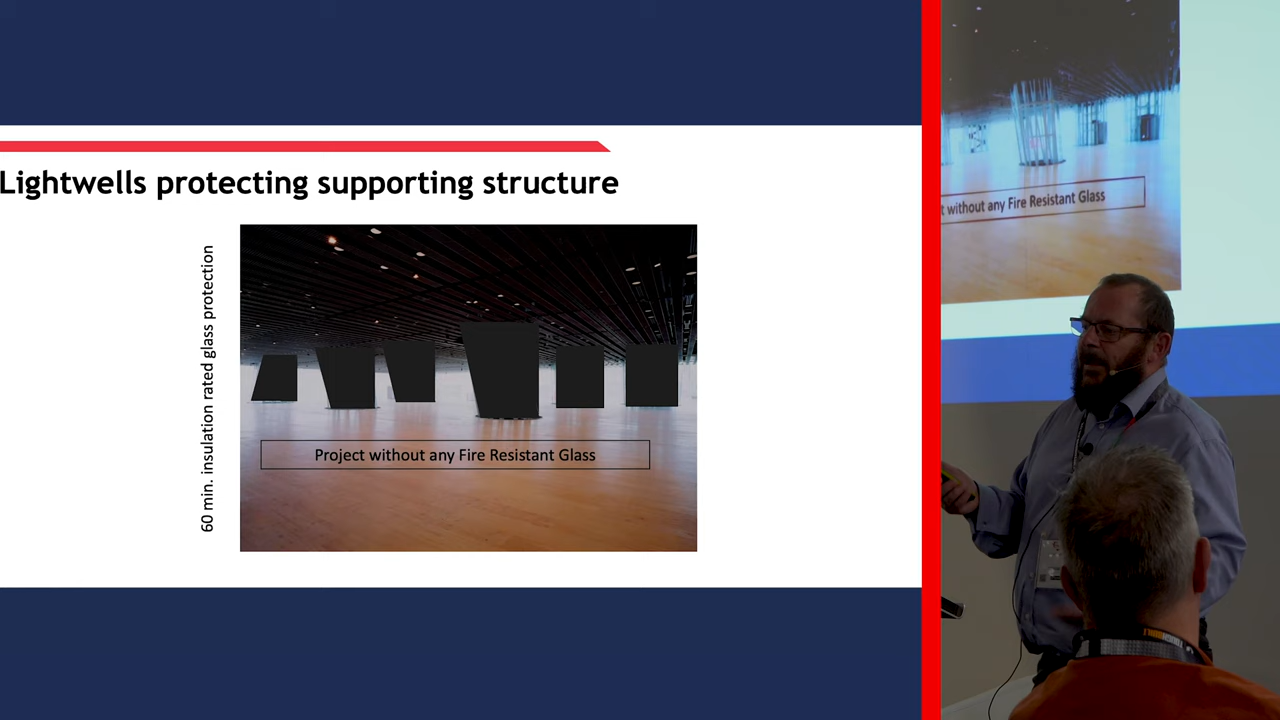 Lightwells protecting supporting structure
60 min. insulation rated glass protection
Project without any Fire Resistant Glass
t without any Fire Resistant Glass